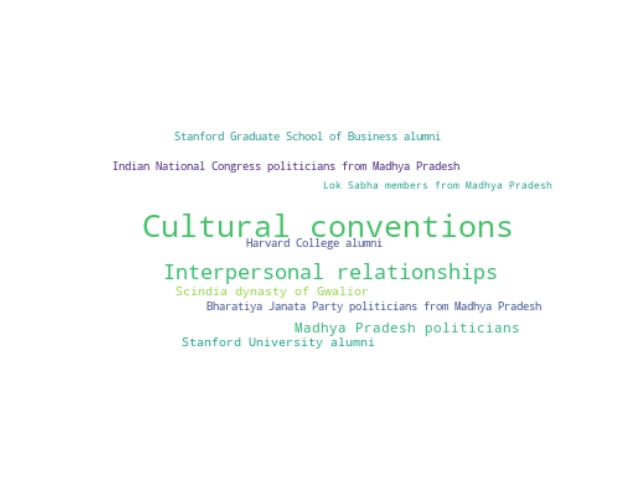 Stanford Graduate School of Business alumni
Indian National Congress politicians from Madhya Pradesh
Lok Sabha members from Madhya Pradesh
Cultural conventions
Harvard College alumni
Interpersonal relationships
Scindia dynasty of Gwalior
Bharatiya Janata Party politicians from Madhya Pradesh
Madhya Pradesh politicians
Stanford University alumni